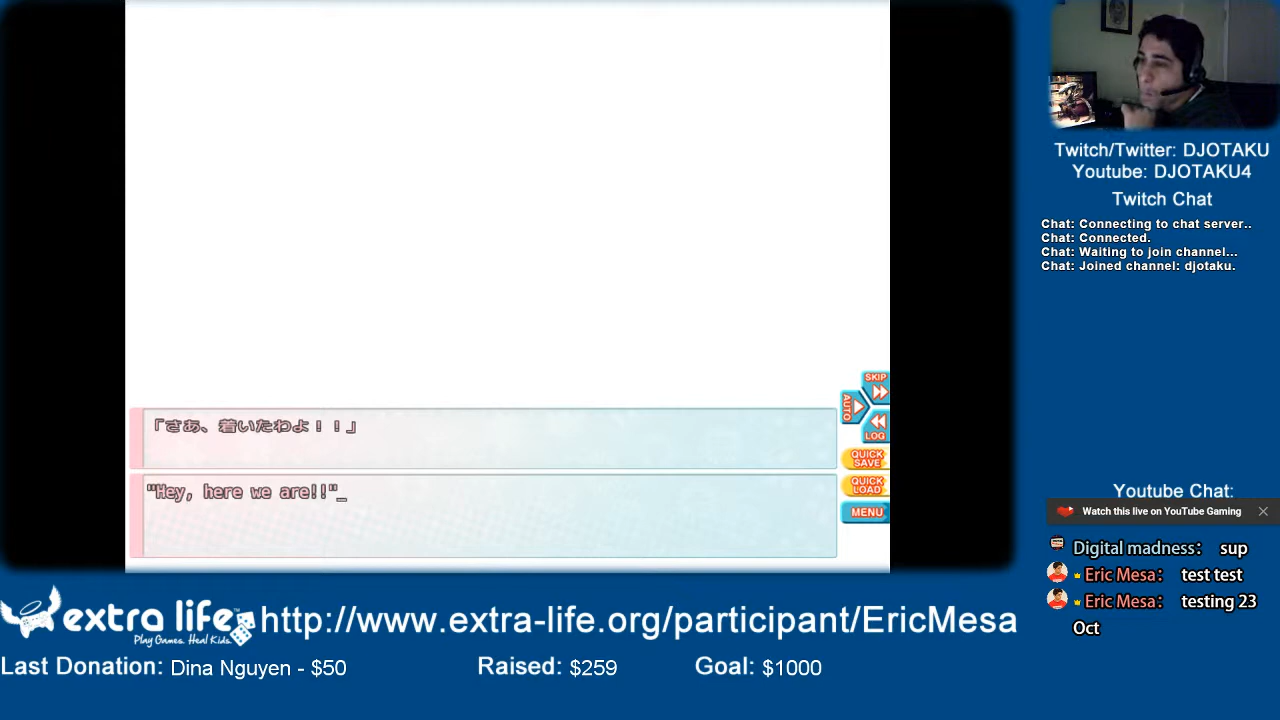 「さあ、着いたわよ！！」
"Hey, here we are!!"_
SKIP
AUTO
LOG
QUICK
SAVE
QUICK
LOAD
MENU
Twitch/Twitter: DJOTAKU
Youtube: DJOTAKU4
Twitch Chat
Chat: Connecting to chat server..
Chat: Connected.
Chat: Waiting to join channel...
Chat: Joined channel: djotaku.
Youtube Chat:
Watch this live on YouTube Gaming
Digital madness: sup
Eric Mesa: test test
Eric Mesa: testing 23
Oct
extra life
Play Games. Heal Kids.
http://www.extra-life.org/participant/EricMesa
Last Donation: Dina Nguyen - $50
Raised: $259
Goal: $1000